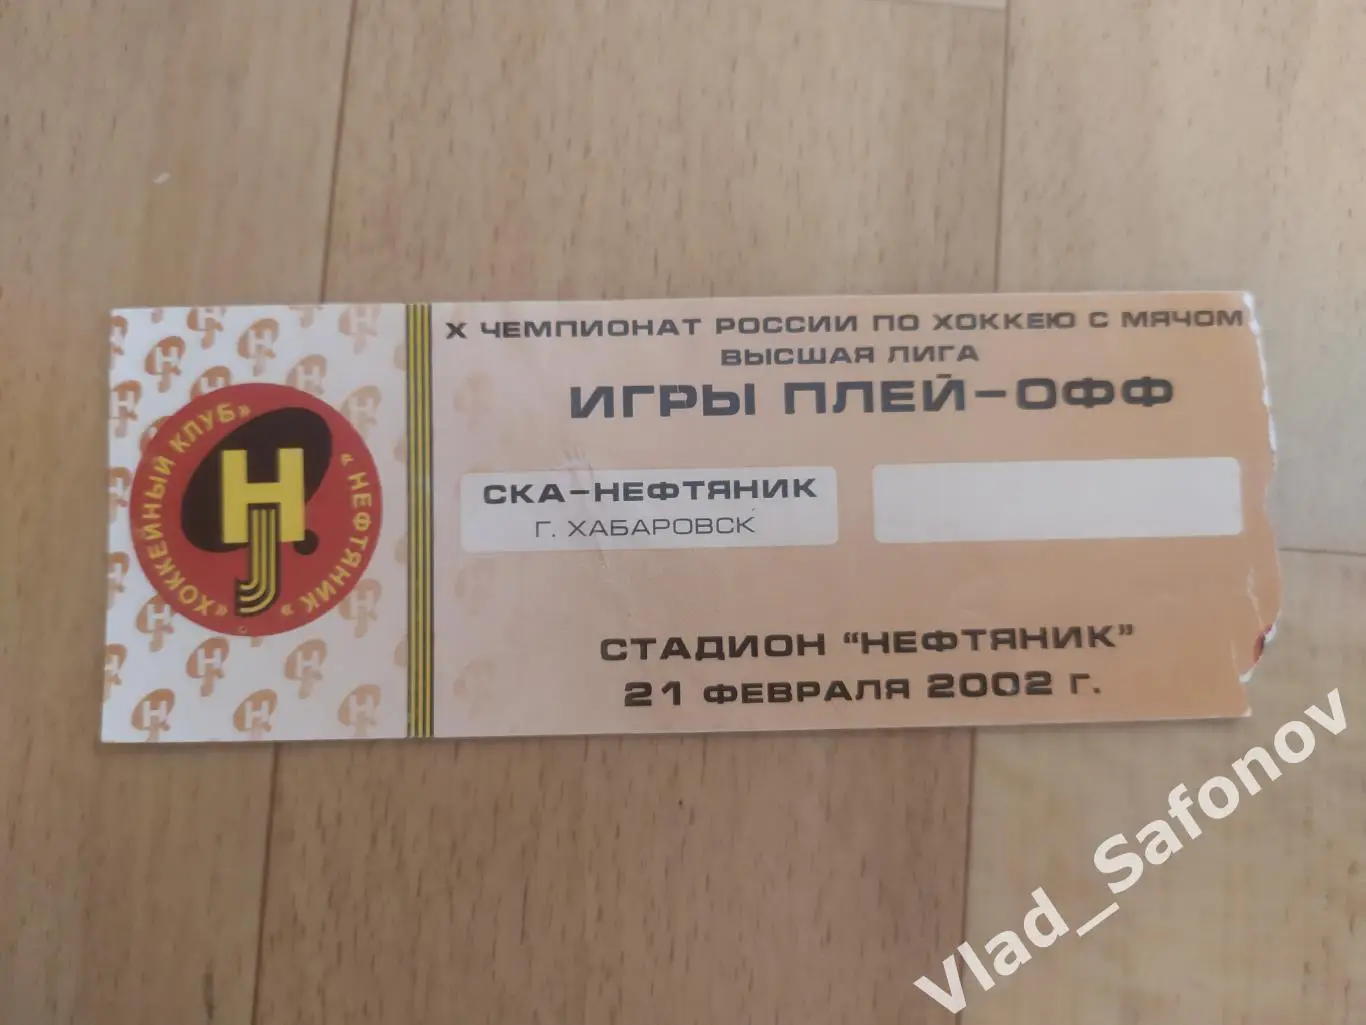 Х ЧЕМПИОНАТ РОССИИ ПО ХОККЕЮ С МЯЧОМ
ВЫСШАЯ ЛИГА
ИГРЫ ПЛЕЙ-ОФФ
«ХОККЕЙНЫЙ КЛУБ»
«НЕФТЯНИК»
Н
СКА-НЕФТЯНИК
Г. ХАБАРОВСК
СТАДИОН "НЕФТЯНИК"
21 ФЕВРАЛЯ 2002 Г.
Vlad_Safonov